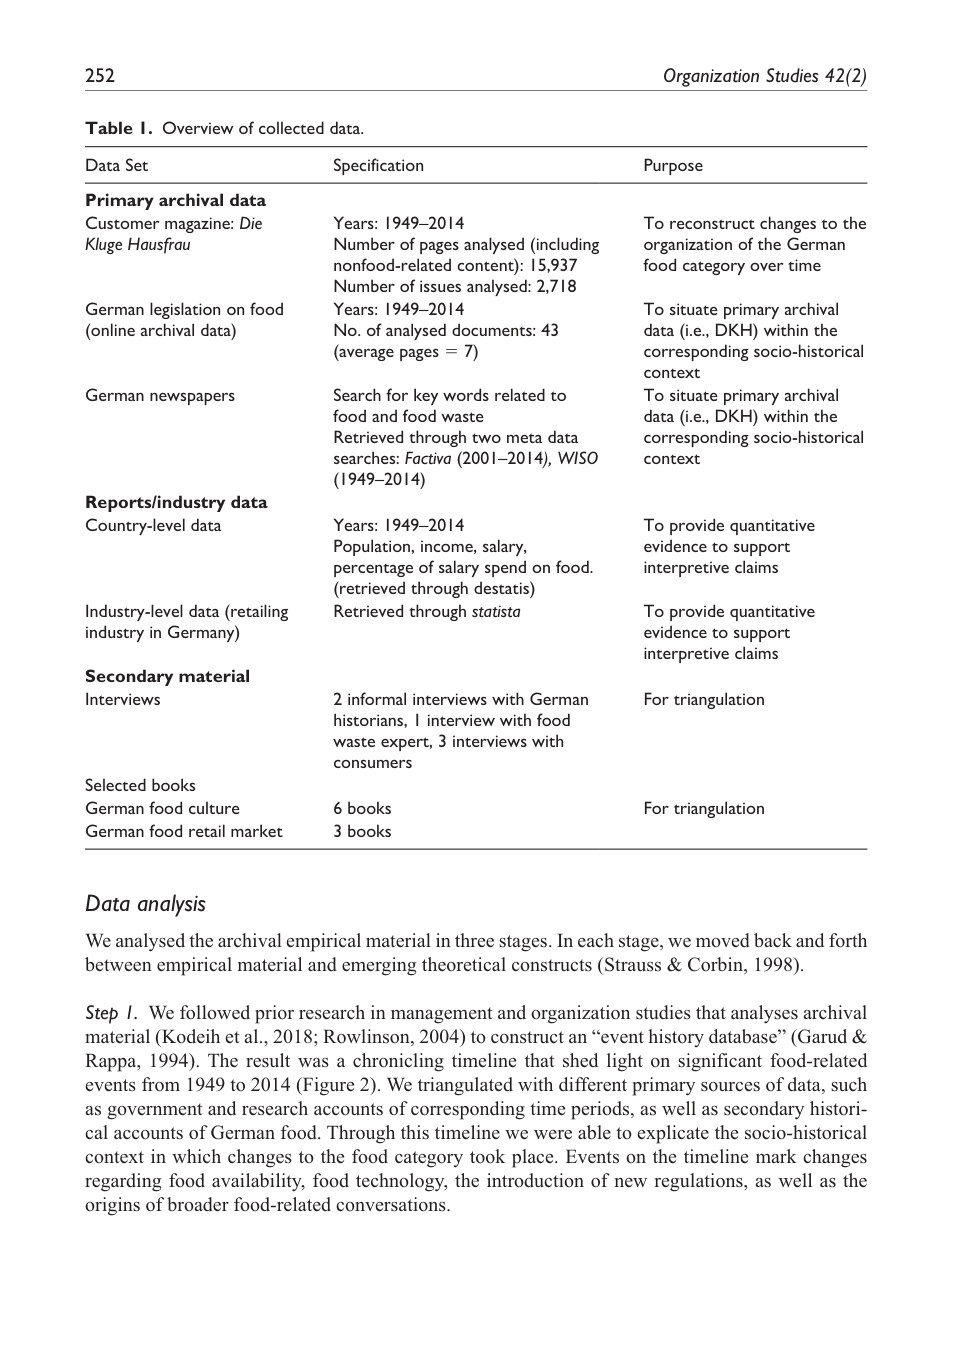 252
Organization Studies 42(2)
Table 1. Overview of collected data.
Data Set
Specification
Purpose
Primary archival data
Customer magazine: Die
Kluge Hausfrau
Years: 1949–2014
Number of pages analysed (including
nonfood-related content): 15,937
Number of issues analysed: 2,718
To reconstruct changes to the
organization of the German
food category over time
German legislation on food
(online archival data)
Years: 1949–2014
No. of analysed documents: 43
(average pages = 7)
To situate primary archival
data (i.e., DKH) within the
corresponding socio-historical
context
German newspapers
Search for key words related to
food and food waste
Retrieved through two meta data
searches: Factiva (2001–2014), WISO
(1949–2014)
To situate primary archival
data (i.e., DKH) within the
corresponding socio-historical
context
Reports/industry data
Country-level data
Years: 1949–2014
Population, income, salary,
percentage of salary spend on food.
(retrieved through destatis)
To provide quantitative
evidence to support
interpretive claims
Industry-level data (retailing
industry in Germany)
Retrieved through statista
To provide quantitative
evidence to support
interpretive claims
Secondary material
Interviews
2 informal interviews with German
historians, 1 interview with food
waste expert, 3 interviews with
consumers
For triangulation
Selected books
German food culture
6 books
For triangulation
German food retail market
3 books
Data analysis
We analysed the archival empirical material in three stages. In each stage, we moved back and forth
between empirical material and emerging theoretical constructs (Strauss & Corbin, 1998).
Step 1. We followed prior research in management and organization studies that analyses archival
material (Kodeih et al., 2018; Rowlinson, 2004) to construct an “event history database” (Garud &
Rappa, 1994). The result was a chronicling timeline that shed light on significant food-related
events from 1949 to 2014 (Figure 2). We triangulated with different primary sources of data, such
as government and research accounts of corresponding time periods, as well as secondary histori-
cal accounts of German food. Through this timeline we were able to explicate the socio-historical
context in which changes to the food category took place. Events on the timeline mark changes
regarding food availability, food technology, the introduction of new regulations, as well as the
origins of broader food-related conversations.